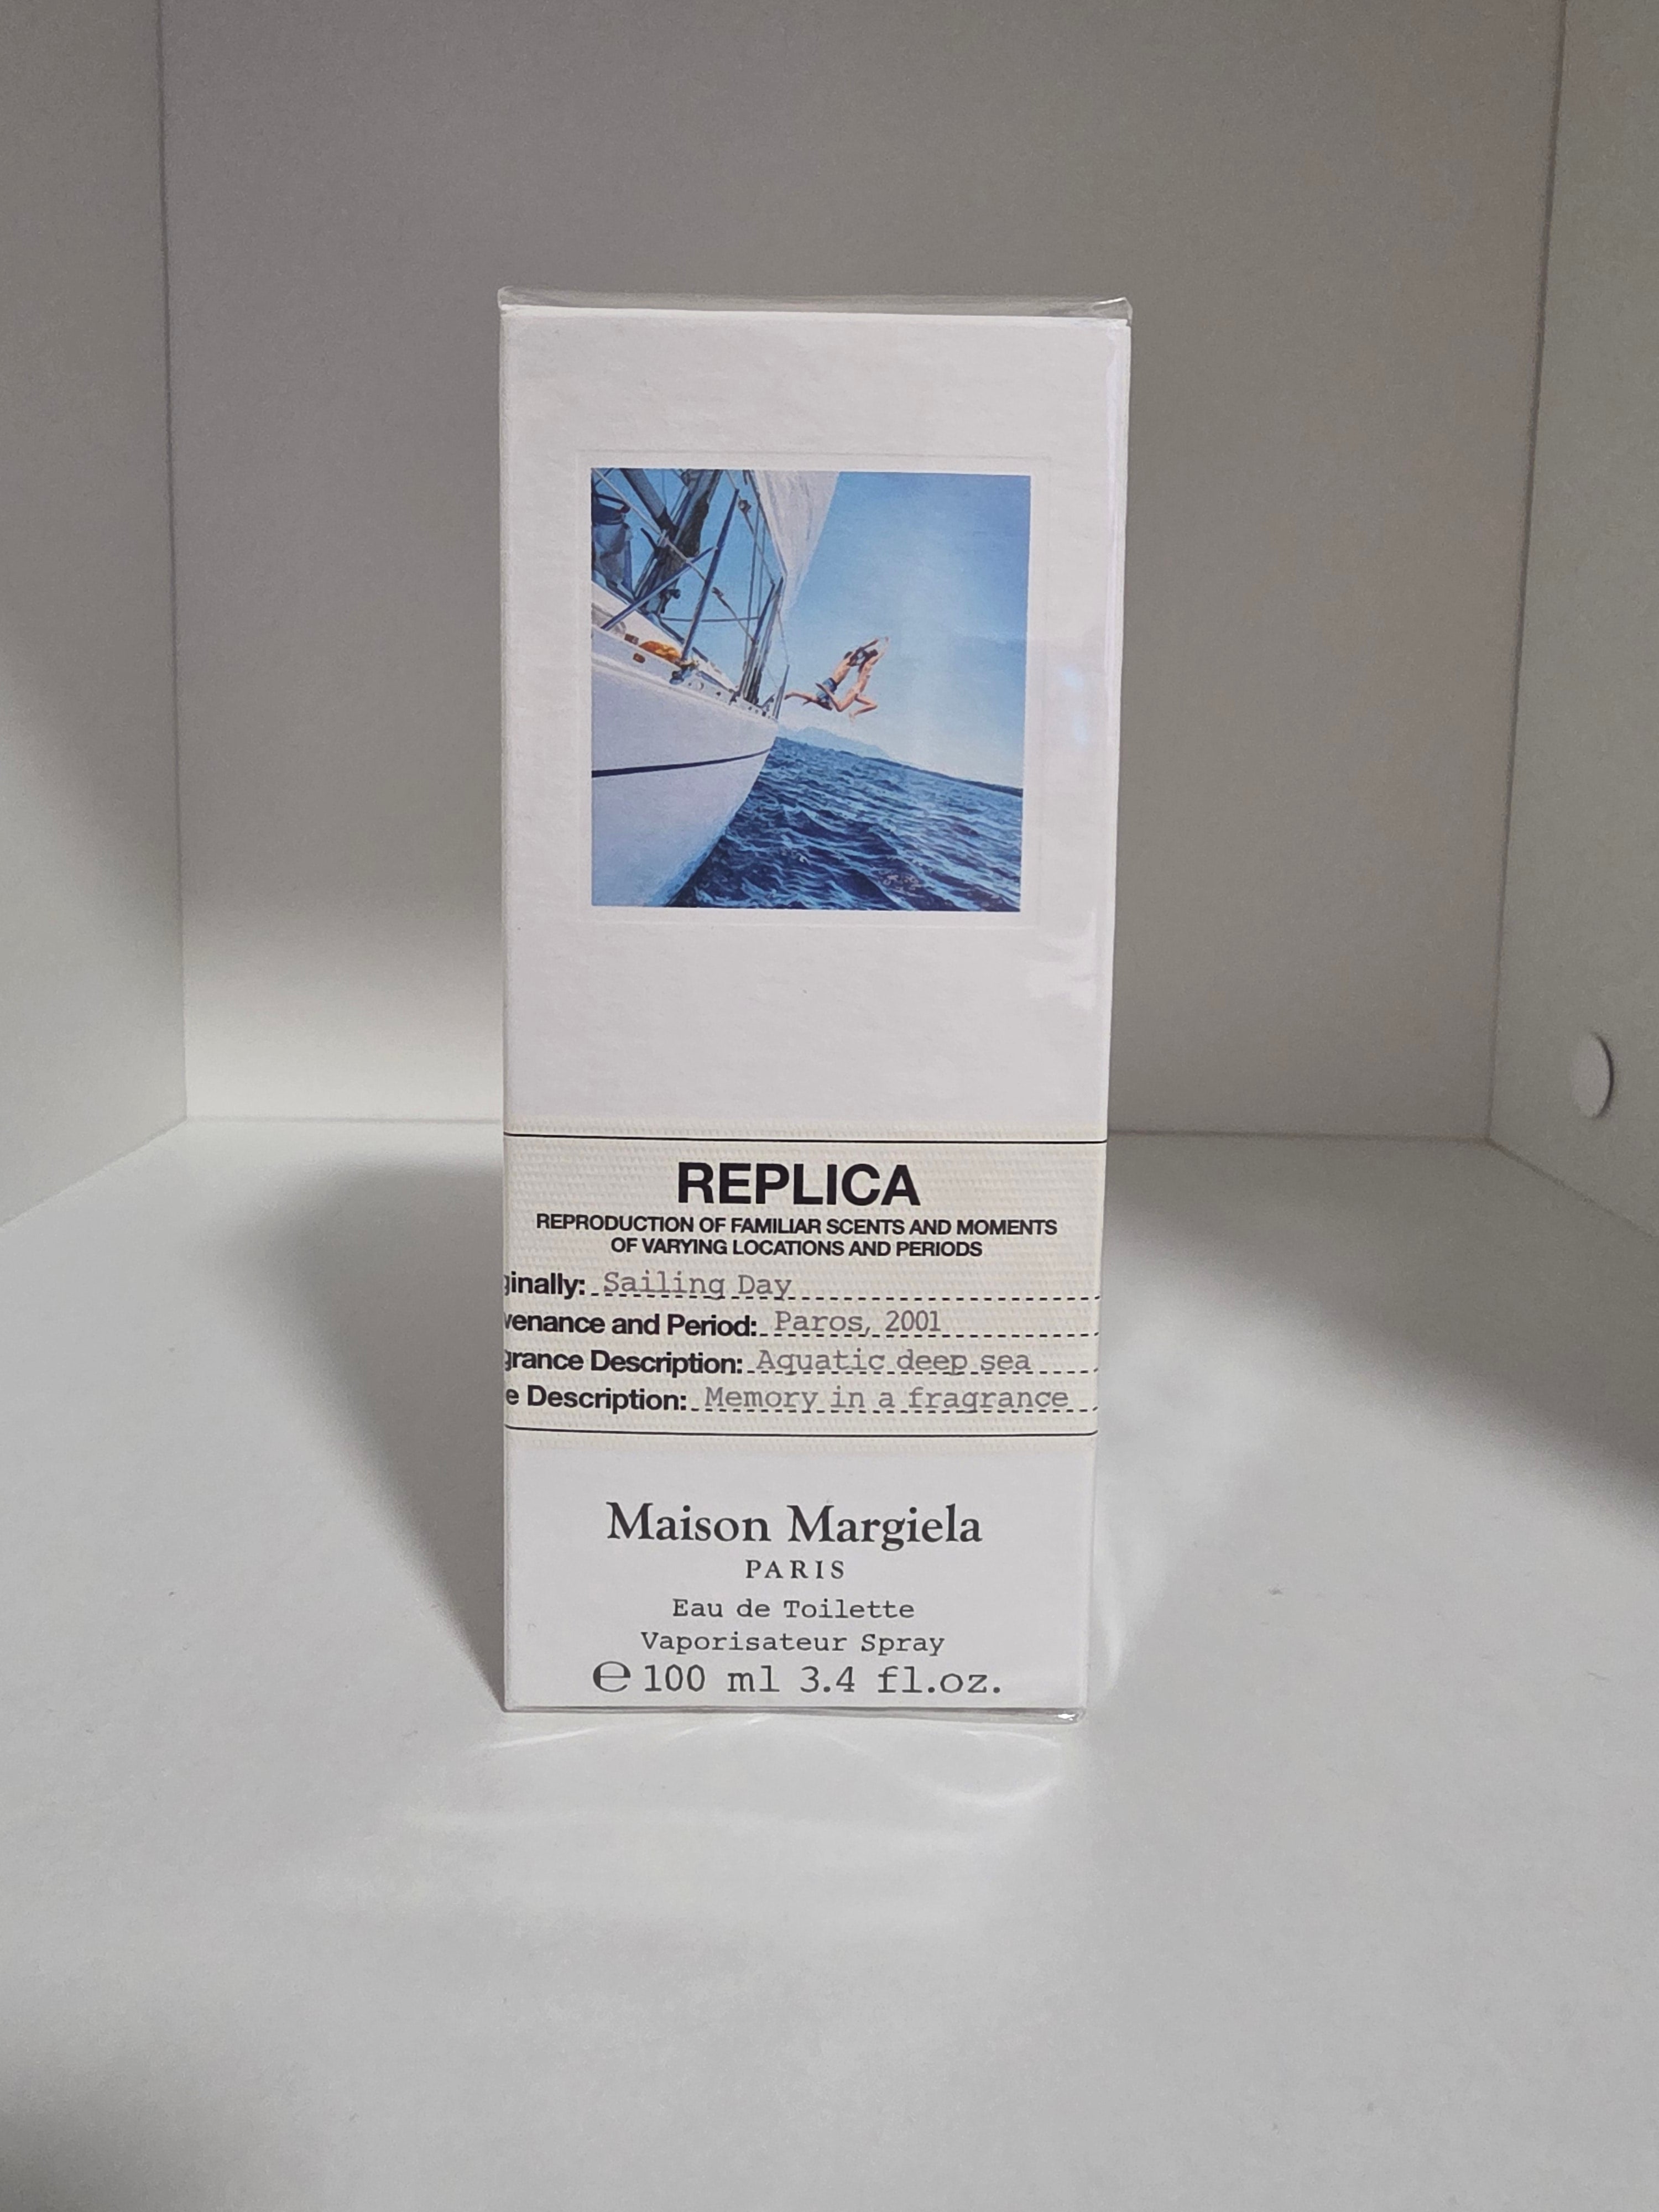 REPLICA
REPRODUCTION OF FAMILIAR SCENTS AND MOMENTS
OF VARYING LOCATIONS AND PERIODS
ginally: Sailing Day
venance and Period: Paros, 2001
grance Description: Aquatic deep sea
e Description: Memory in a fragrance
Maison Margiela
PARIS
Eau de Toilette
Vaporisateur Spray
℮ 100 ml 3.4 fl.oz.